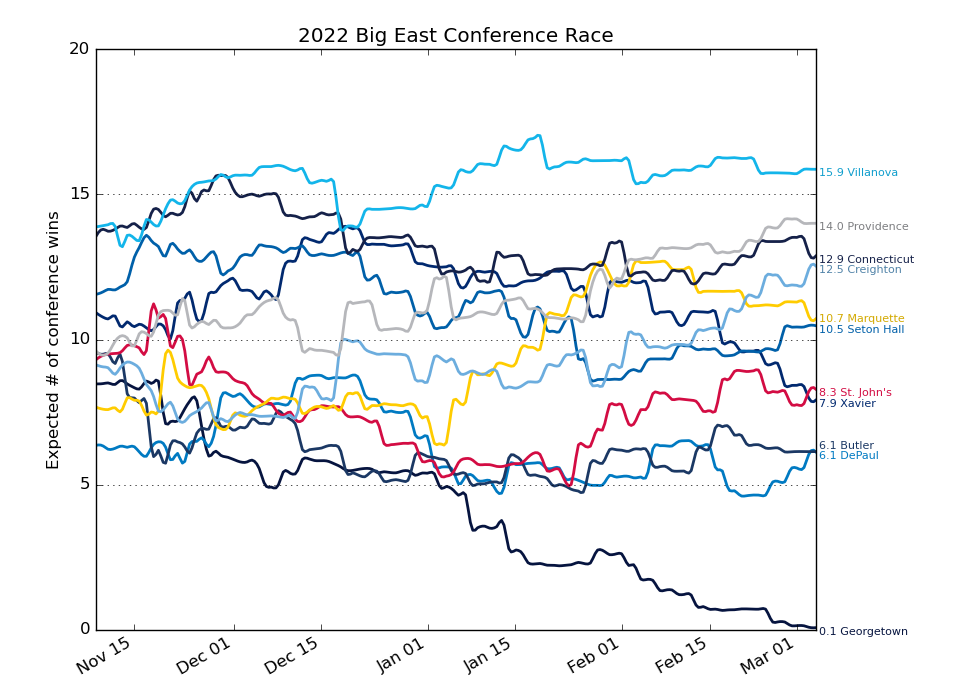 2022 Big East Conference Race
Expected # of conference wins
20
15
10
5
0
15.9 Villanova
14.0 Providence
12.9 Connecticut
12.5 Creighton
10.7 Marquette
10.5 Seton Hall
8.3 St. John's
7.9 Xavier
6.1 Butler
6.1 DePaul
0.1 Georgetown
Nov 15
Dec 01
Dec 15
Jan 01
Jan 15
Feb 01
Feb 15
Mar 01